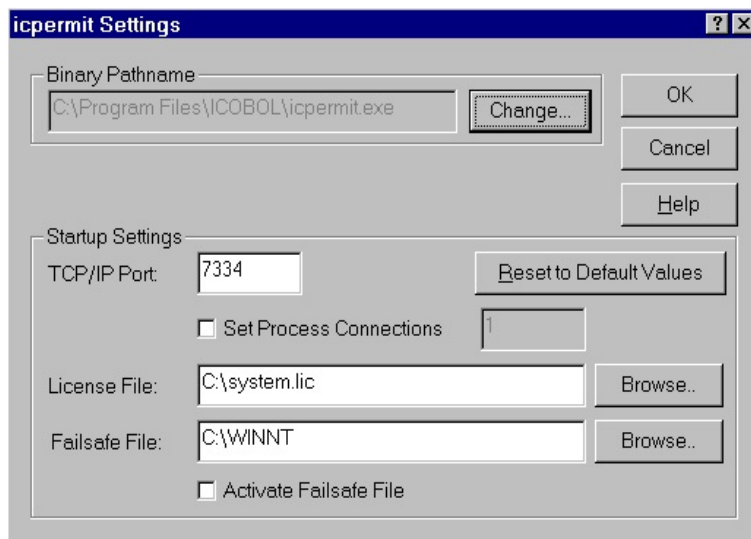 icpermit Settings
Binary Pathname
C:\Program Files\ICOBOL\icpermit.exe
Change...
OK
Cancel
Help
Startup Settings
TCP/IP Port:
7334
Reset to Default Values
Set Process Connections
1
License File:
C:\system.lic
Browse..
Failsafe File:
C:\WINNT
Browse..
Activate Failsafe File